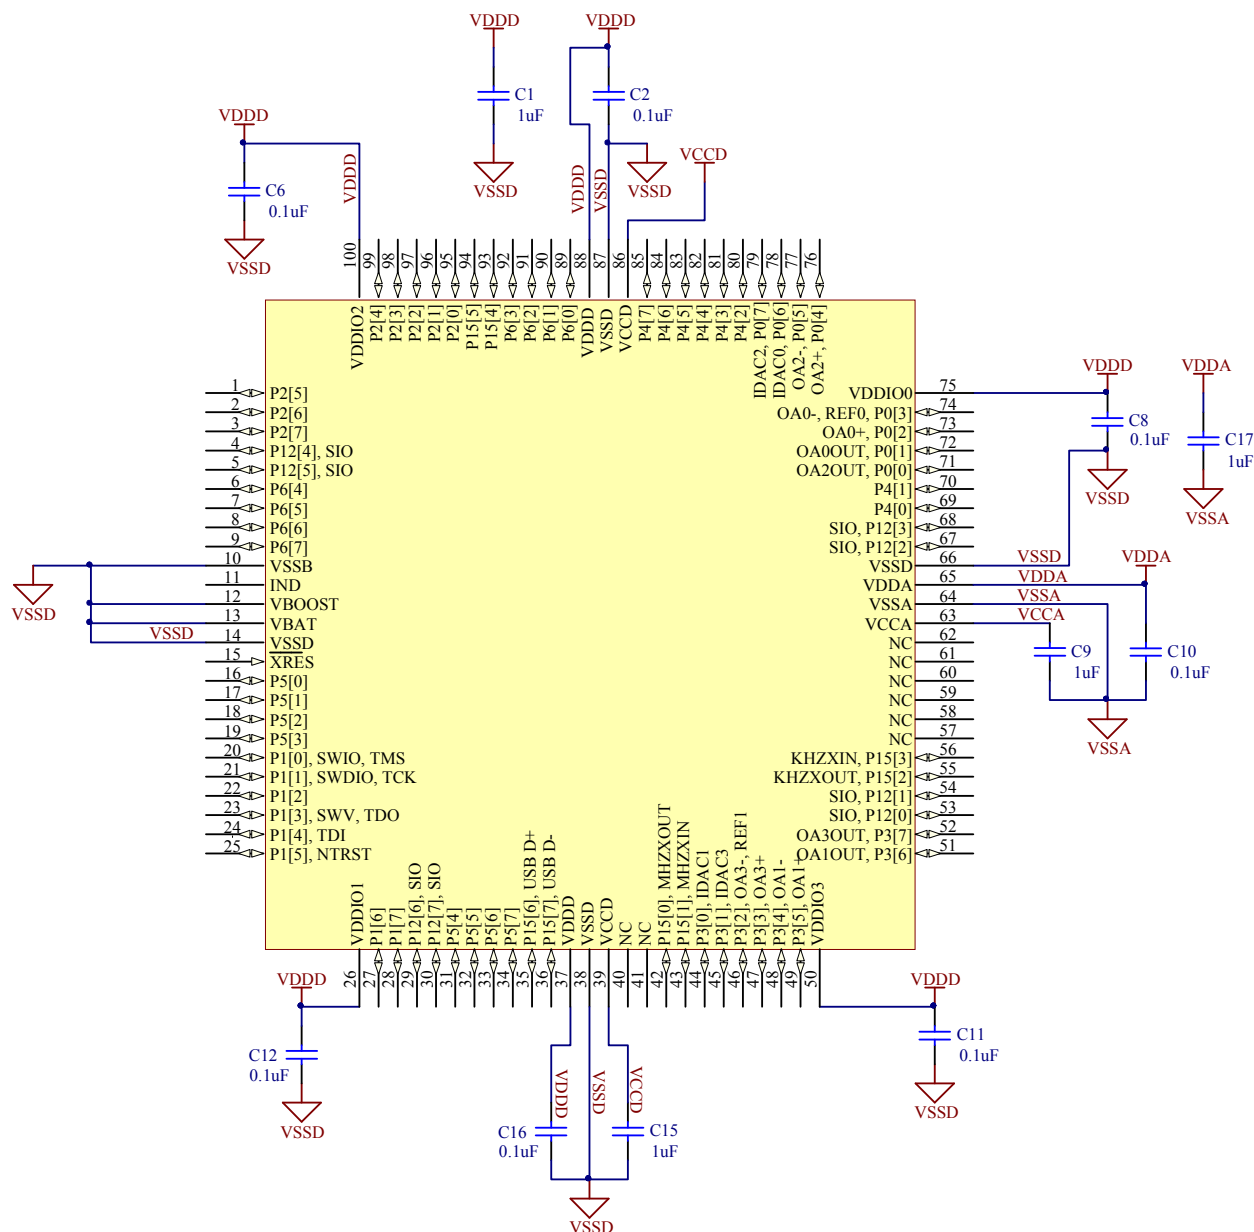 VDDD
VDDD
C1
1uF
C2
0.1uF
VDDD
C6
0.1uF
VSSD
VDDD
VSSD
VSSD
VCCD
VDDD
VSSD
100
99
98
97
96
95
94
93
92
91
90
89
88
87
86
85
84
83
82
81
80
79
78
77
76
VDDIO2
P2[4]
P2[3]
P2[2]
P2[1]
P2[0]
P15[5]
P15[4]
P6[3]
P6[2]
P6[1]
P6[0]
VDDD
VSSD
VCCD
P4[7]
P4[6]
P4[5]
P4[4]
P4[3]
P4[2]
IDAC2, P0[7]
IDAC0, P0[6]
OA2-, P0[5]
OA2+, P0[4]
1 P2[5]
2 P2[6]
3 P2[7]
4 P12[4], SIO
5 P12[5], SIO
6 P6[4]
7 P6[5]
8 P6[6]
9 P6[7]
10 VSSB
11 IND
12 VBOOST
13 VBAT
VSSD 14 VSSD
VSSD
15 XRES
16 P5[0]
17 P5[1]
18 P5[2]
19 P5[3]
20 P1[0], SWIO, TMS
21 P1[1], SWDIO, TCK
22 P1[2]
23 P1[3], SWV, TDO
24 P1[4], TDI
25 P1[5], NTRST
VDDIO0 75
OA0-, REF0, P0[3] 74
OA0+, P0[2] 73
OA0OUT, P0[1] 72
OA2OUT, P0[0] 71
P4[1] 70
P4[0] 69
SIO, P12[3] 68
SIO, P12[2] 67
VSSD 66 VSSD
VDDA 65 VDDA
VSSA 64 VSSA
VCCA 63 VCCA
NC 62
NC 61
NC 60
NC 59
NC 58
NC 57
KHZXIN, P15[3] 56
KHZXOUT, P15[2] 55
SIO, P12[1] 54
SIO, P12[0] 53
OA3OUT, P3[7] 52
OA1OUT, P3[6] 51
VDDD
C8
0.1uF
VSSD
VDDA
C17
1uF
VSSA
VDDA
C9
1uF
C10
0.1uF
VSSA
VDDIO1
P1[6]
P1[7]
P12[6], SIO
P12[7], SIO
P5[4]
P5[5]
P5[6]
P5[7]
P15[6], USB D+
P15[7], USB D-
VDDD
VSSD
VCCD
NC
NC
P15[0], MHZXOUT
P15[1], MHZXIN
P3[0], IDAC1
P3[1], IDAC3
P3[2], OA3-, REF1
P3[3], OA3+
P3[4], OA1-
P3[5], OA1+
VDDIO3
26
27
28
29
30
31
32
33
34
35
36
37
38
39
40
41
42
43
44
45
46
47
48
49
50
VDDD
C12
0.1uF
VSSD
VDDD
VSSD
VCCD
C16
0.1uF
C15
1uF
VSSD
VDDD
C11
0.1uF
VSSD